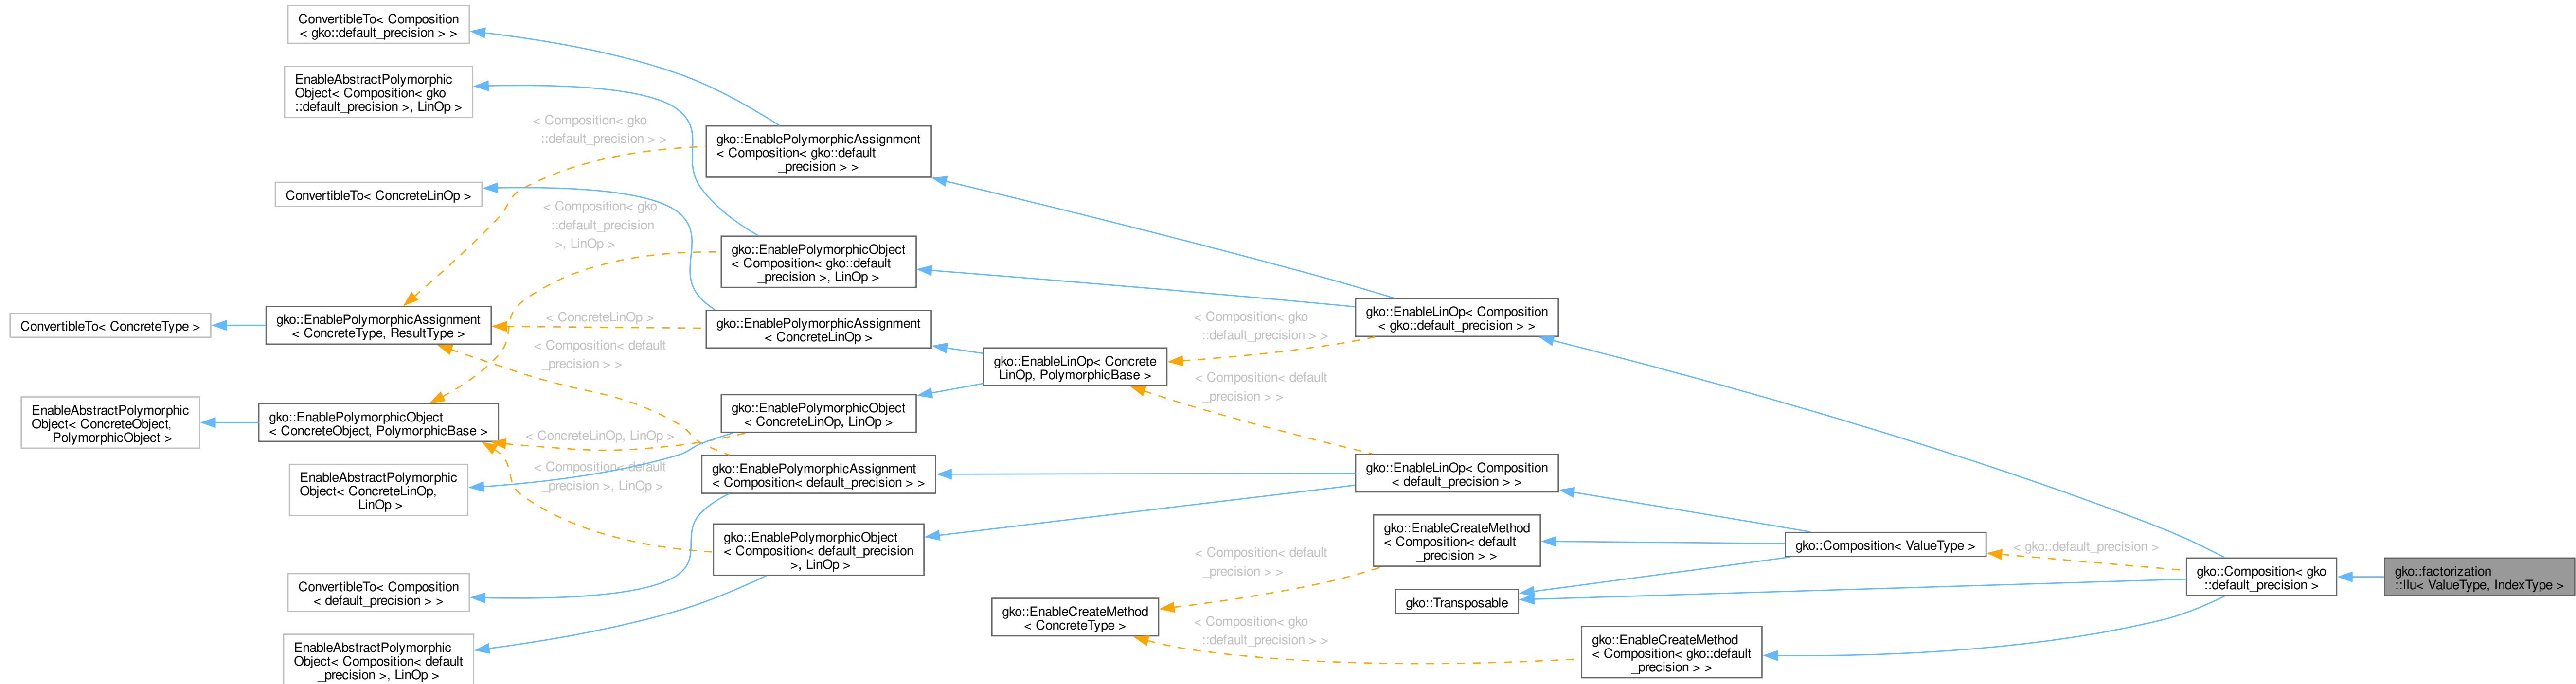 ConvertibleTo< Composition
< gko::default_precision > >
EnableAbstractPolymorphic
Object< Composition< gko
::default_precision >, LinOp >
ConvertibleTo< ConcreteLinOp >
ConvertibleTo< ConcreteType >
gko::EnablePolymorphicAssignment
< ConcreteType, ResultType >
EnableAbstractPolymorphic
Object< ConcreteObject,
PolymorphicObject >
gko::EnablePolymorphicObject
< ConcreteObject, PolymorphicBase >
EnableAbstractPolymorphic
Object< ConcreteLinOp,
LinOp >
ConvertibleTo< Composition
< default_precision > >
EnableAbstractPolymorphic
Object< Composition< default
_precision >, LinOp >
< Composition< gko
::default_precision > >
< Composition< gko
::default_precision
>, LinOp >
< ConcreteLinOp >
< Composition< default
_precision > >
< ConcreteLinOp, LinOp >
< Composition< default
_precision >, LinOp >
gko::EnablePolymorphicAssignment
< Composition< gko::default
_precision > >
gko::EnablePolymorphicObject
< Composition< gko::default
_precision >, LinOp >
gko::EnablePolymorphicAssignment
< ConcreteLinOp >
gko::EnablePolymorphicObject
< ConcreteLinOp, LinOp >
gko::EnablePolymorphicAssignment
< Composition< default_precision > >
gko::EnablePolymorphicObject
< Composition< default_precision
>, LinOp >
gko::EnableLinOp< Concrete
LinOp, PolymorphicBase >
gko::EnableCreateMethod
< ConcreteType >
< Composition< gko
::default_precision > >
< Composition< default
_precision > >
< Composition< default
_precision > >
< Composition< gko
::default_precision > >
gko::EnableLinOp< Composition
< gko::default_precision > >
gko::EnableLinOp< Composition
< default_precision > >
gko::EnableCreateMethod
< Composition< default
_precision > >
gko::Transposable
gko::EnableCreateMethod
< Composition< gko::default
_precision > >
gko::Composition< ValueType >
< gko::default_precision >
gko::Composition< gko
::default_precision >
gko::factorization
::Ilu< ValueType, IndexType >